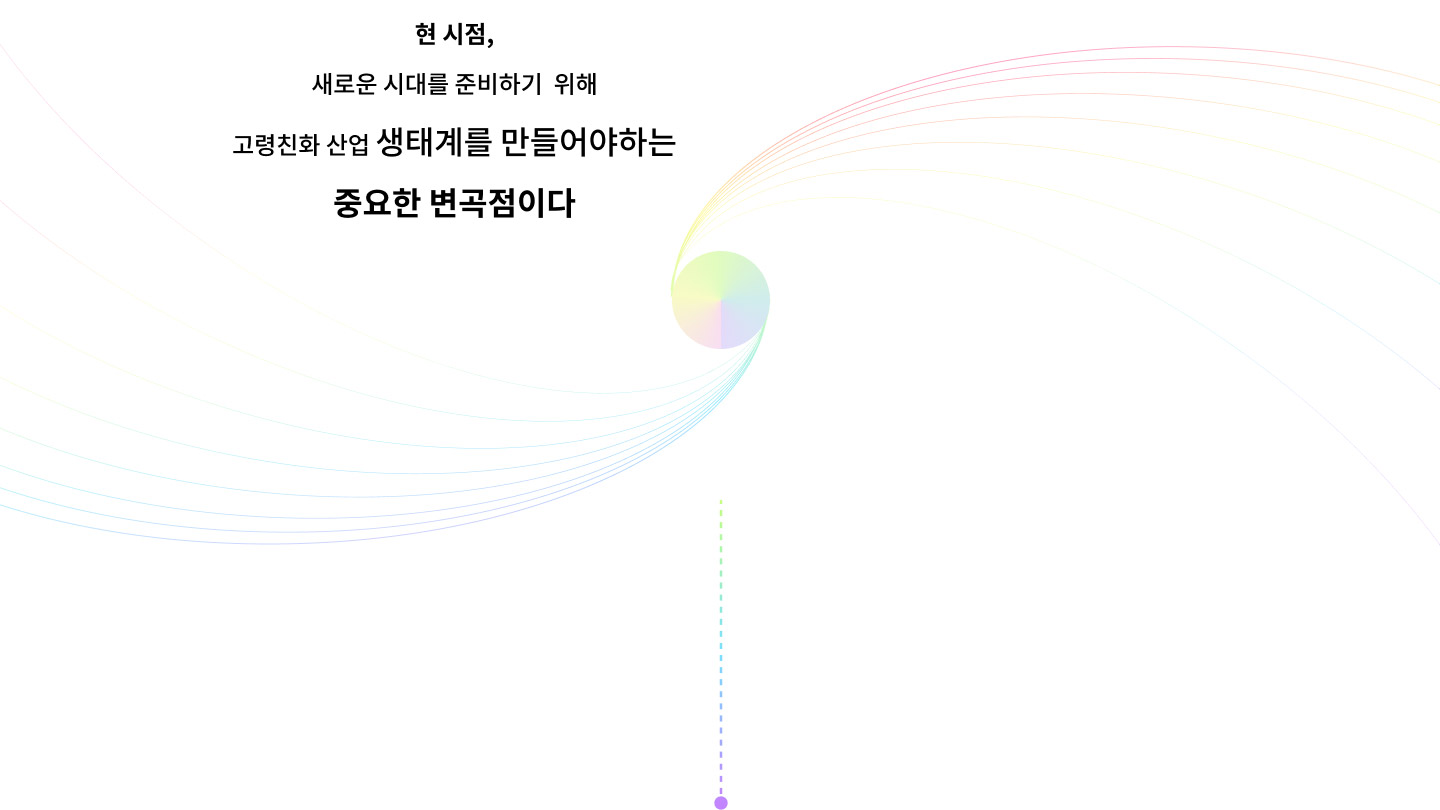 현 시점,
새로운 시대를 준비하기 위해
고령친화 산업 생태계를 만들어야하는
중요한 변곡점이다